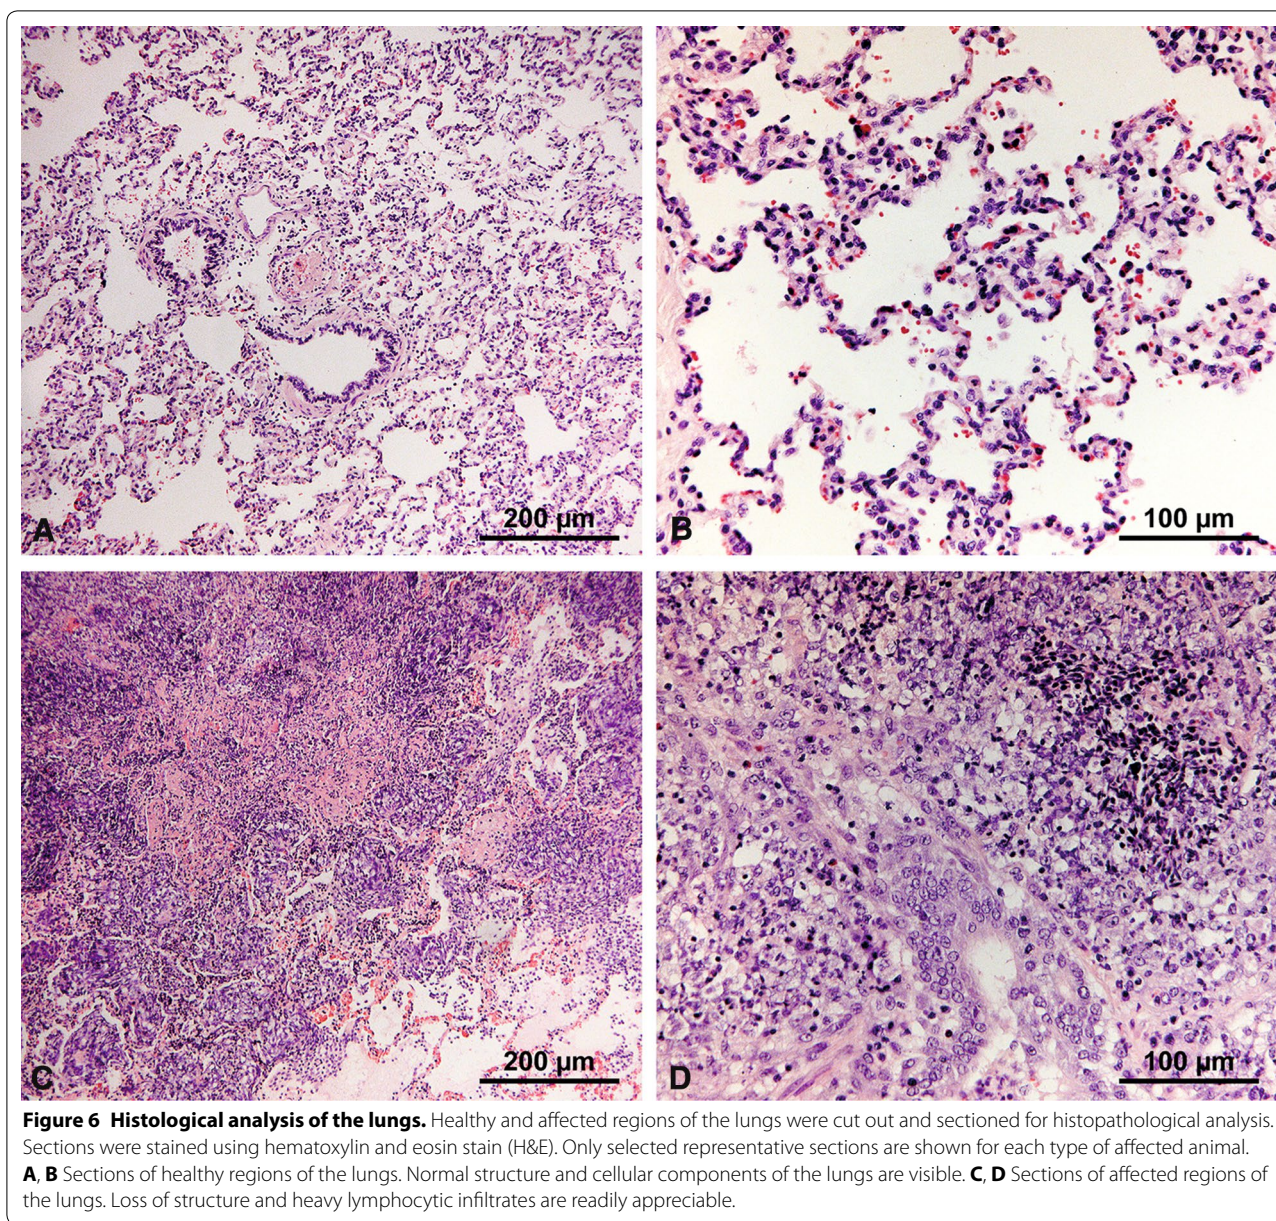 200 µm
A
100 µm
B
200 µm
C
100 µm
D
Figure 6 Histological analysis of the lungs. Healthy and affected regions of the lungs were cut out and sectioned for histopathological analysis.
Sections were stained using hematoxylin and eosin stain (H&E). Only selected representative sections are shown for each type of affected animal.
A, B Sections of healthy regions of the lungs. Normal structure and cellular components of the lungs are visible. C, D Sections of affected regions of
the lungs. Loss of structure and heavy lymphocytic infiltrates are readily appreciable.